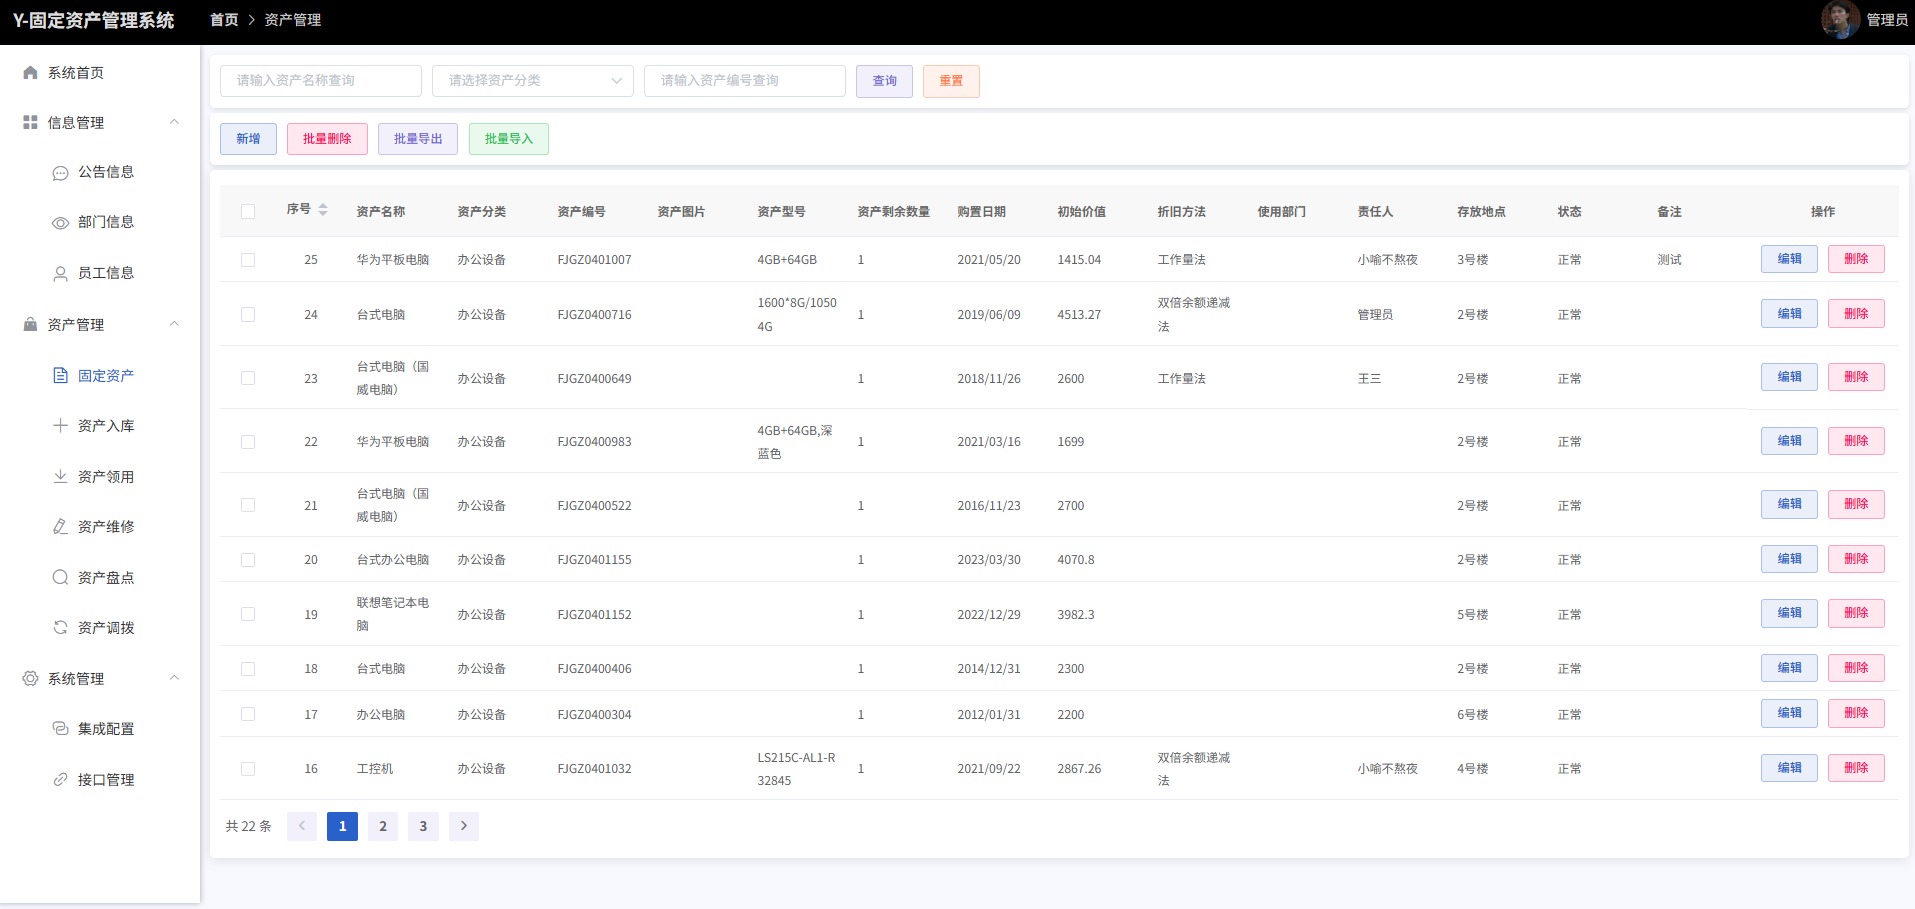 Y-固定资产管理系统 首页 资产管理 管理员
系统首页
信息管理
公告信息
部门信息
员工信息
资产管理
固定资产
资产入库
资产领用
资产维修
资产盘点
资产调拨
系统管理
集成配置
接口管理
请输入资产名称查询 请选择资产分类 请输入资产编号查询 查询 重置
新增 批量删除 批量导出 批量导入
序号 资产名称 资产分类 资产编号 资产图片 资产型号 资产剩余数量 购置日期 初始价值 折旧方法 使用部门 责任人 存放地点 状态 备注 操作
25 华为平板电脑 办公设备 FJGZ0401007 4GB+64GB 1 2021/05/20 1415.04 工作量法 小喻不熬夜 3号楼 正常 测试 编辑 删除
24 台式电脑 办公设备 FJGZ0400716 1600*8G/1050 4G 1 2019/06/09 4513.27 双倍余额递减法 管理员 2号楼 正常 编辑 删除
23 台式电脑（国威电脑） 办公设备 FJGZ0400649 1 2018/11/26 2600 工作量法 王三 2号楼 正常 编辑 删除
22 华为平板电脑 办公设备 FJGZ0400983 4GB+64GB,深蓝色 1 2021/03/16 1699 2号楼 正常 编辑 删除
21 台式电脑（国威电脑） 办公设备 FJGZ0400522 1 2016/11/23 2700 2号楼 正常 编辑 删除
20 台式办公电脑 办公设备 FJGZ0401155 1 2023/03/30 4070.8 2号楼 正常 编辑 删除
19 联想笔记本电脑 办公设备 FJGZ0401152 1 2022/12/29 3982.3 5号楼 正常 编辑 删除
18 台式电脑 办公设备 FJGZ0400406 1 2014/12/31 2300 2号楼 正常 编辑 删除
17 办公电脑 办公设备 FJGZ0400304 1 2012/01/31 2200 6号楼 正常 编辑 删除
16 工控机 办公设备 FJGZ0401032 LS215C-AL1-R32845 1 2021/09/22 2867.26 双倍余额递减法 小喻不熬夜 4号楼 正常 编辑 删除
共 22 条 1 2 3